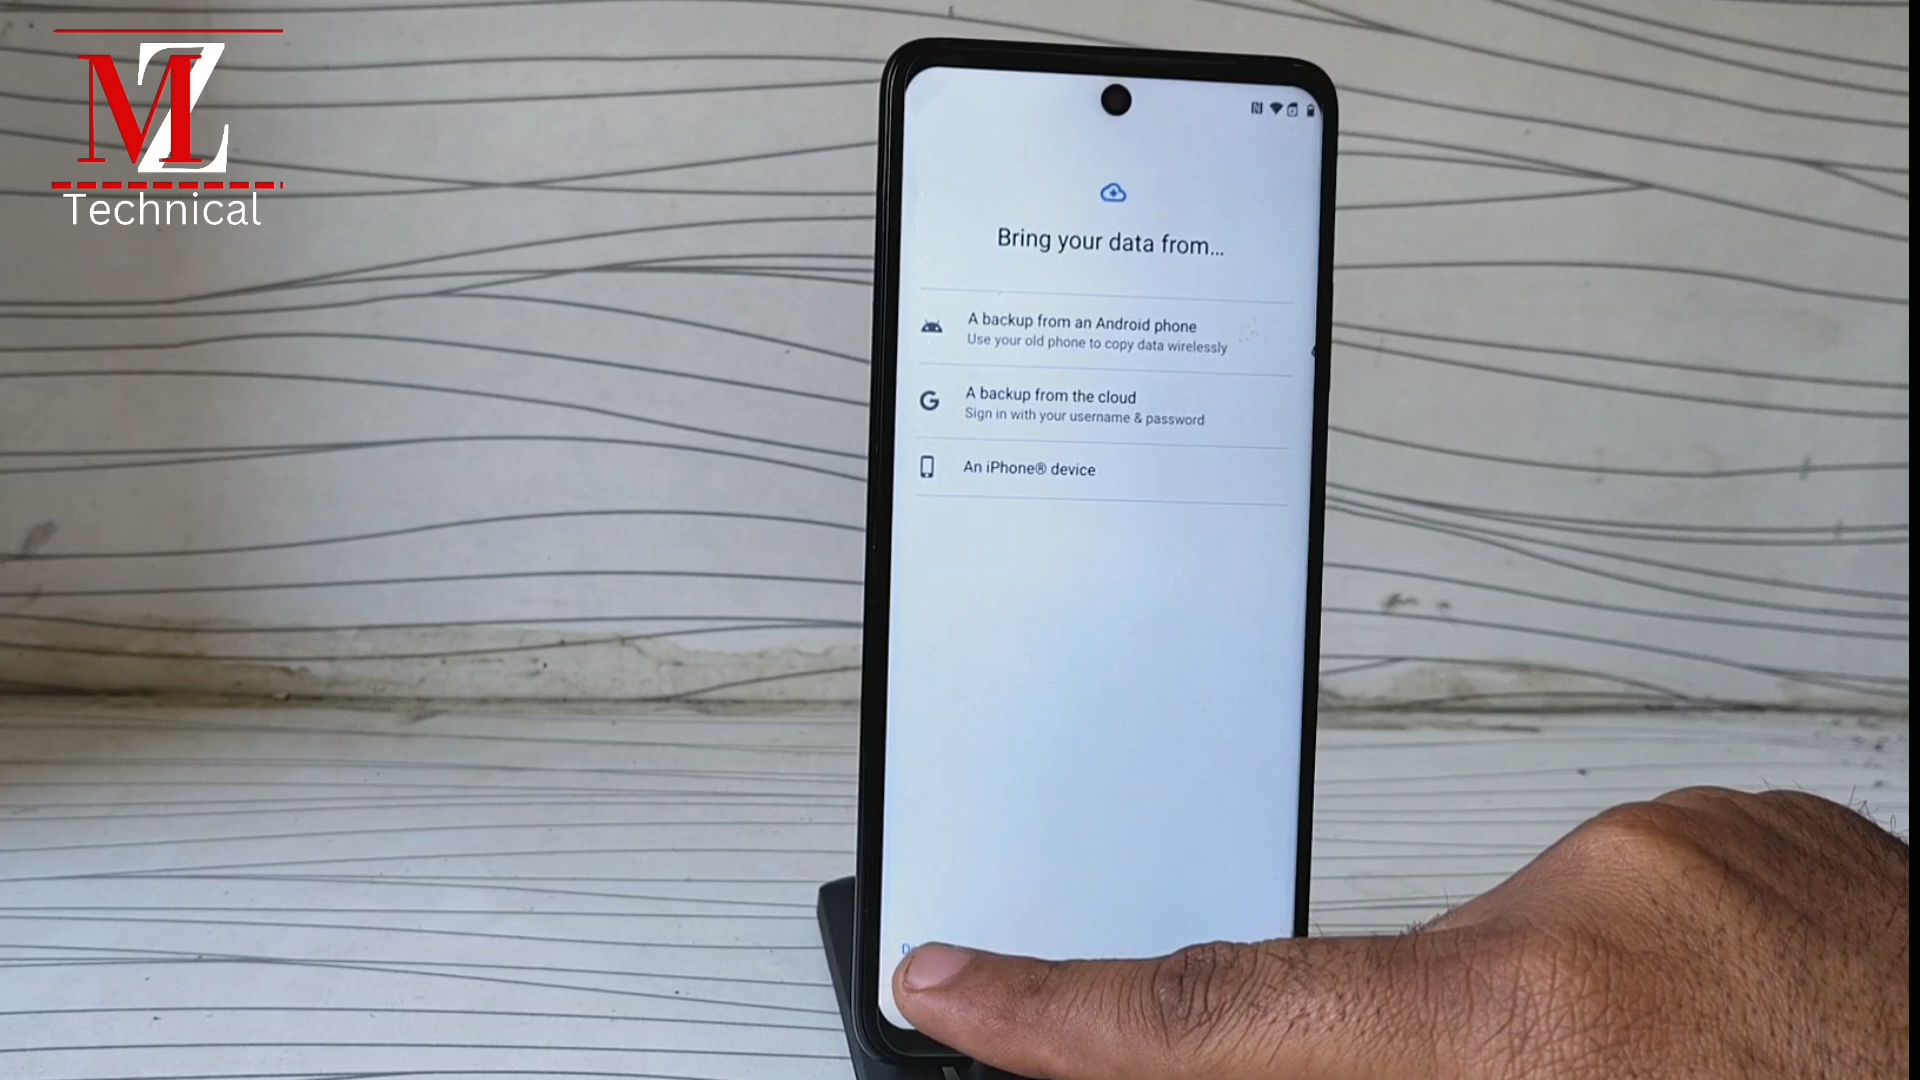 MZ
Technical
Bring your data from...
A backup from an Android phone
Use your old phone to copy data wirelessly
A backup from the cloud
Sign in with your username & password
An iPhone® device